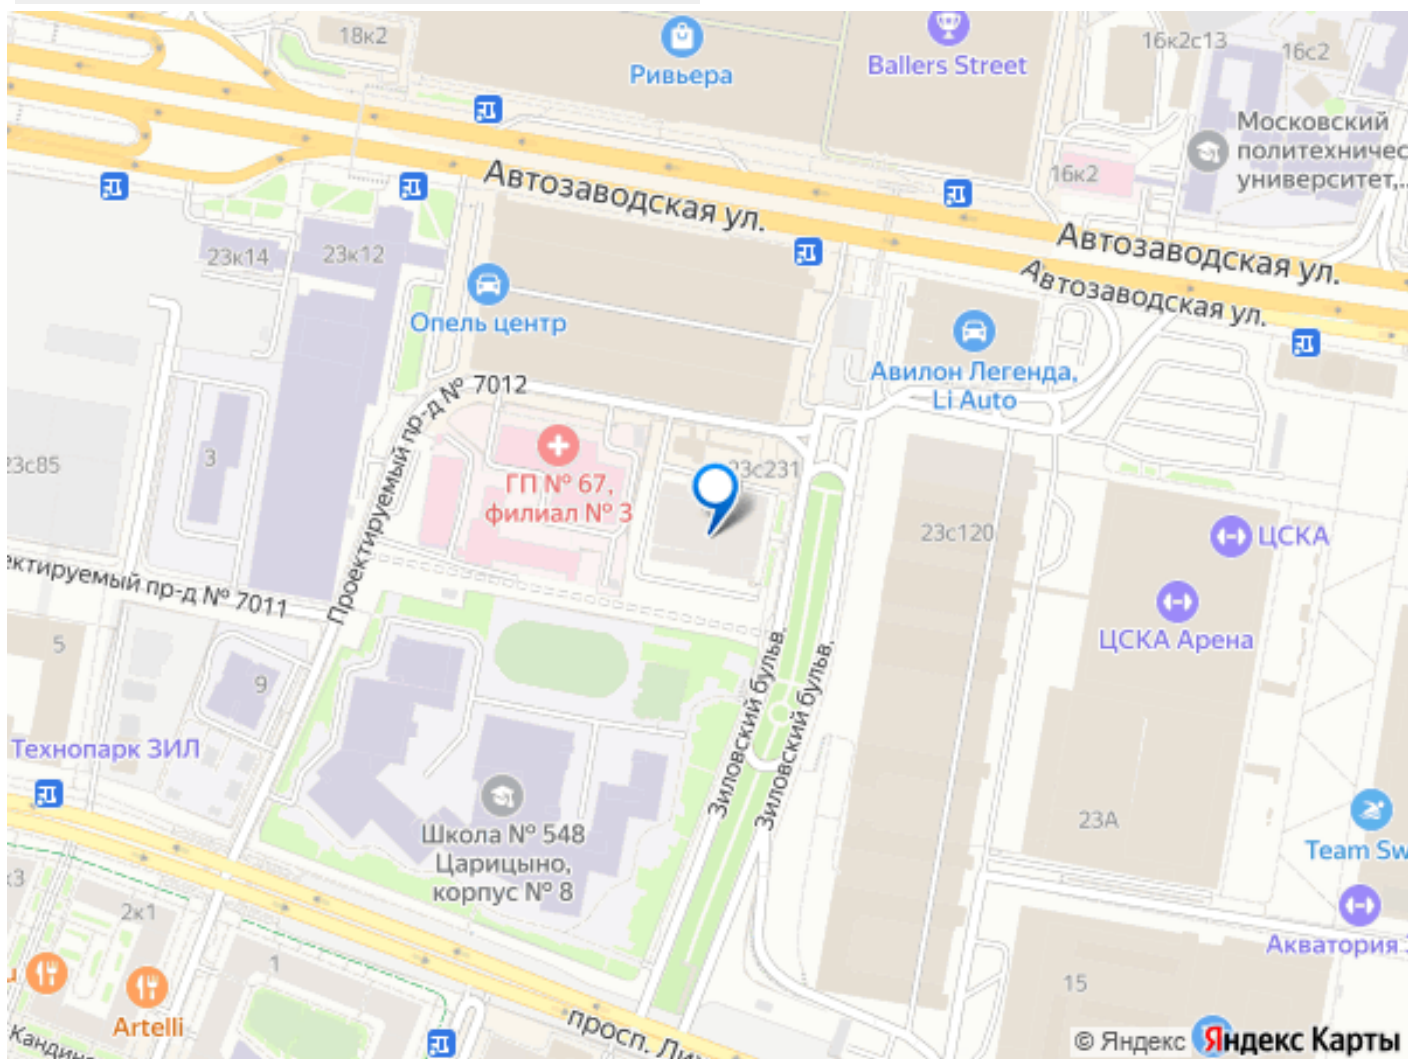 18к2
Ривьера
Ballers Street
16к2с13
16с2
Московский
политехничес
университет,..
16к2
Автозаводская ул.
Автозаводская ул.
Автозаводская ул.
23к14
23к12
Опель центр
Авилон Легенда,
Li Auto
Проектируемый пр-д № 7012
23с85
3
ГП № 67,
филиал № 3
23с231
23с120
ЦСКА
ЦСКА Арена
ектируемый пр-д № 7011
5
9
Зиловский бульв.
Зиловский бульв.
Технопарк ЗИЛ
Школа № 548
Царицыно,
корпус № 8
23А
Team Sw
к3
2к1
1
Акватория З
15
Artelli
Кандинс
просп. Ли
© Яндекс Яндекс Карты